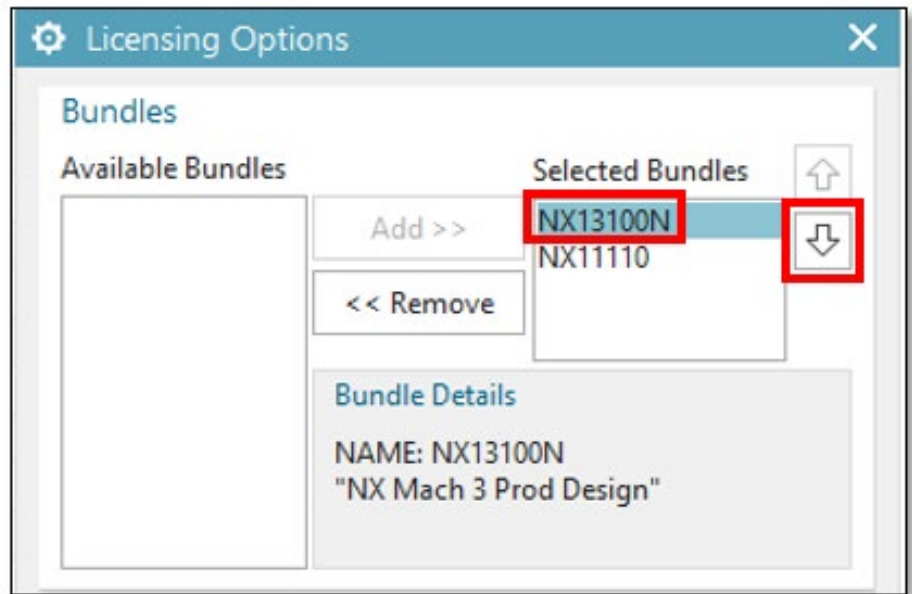 Licensing Options
Bundles
Available Bundles
Selected Bundles
Add >>
<< Remove
NX13100N
NX11110
Bundle Details
NAME: NX13100N
"NX Mach 3 Prod Design"